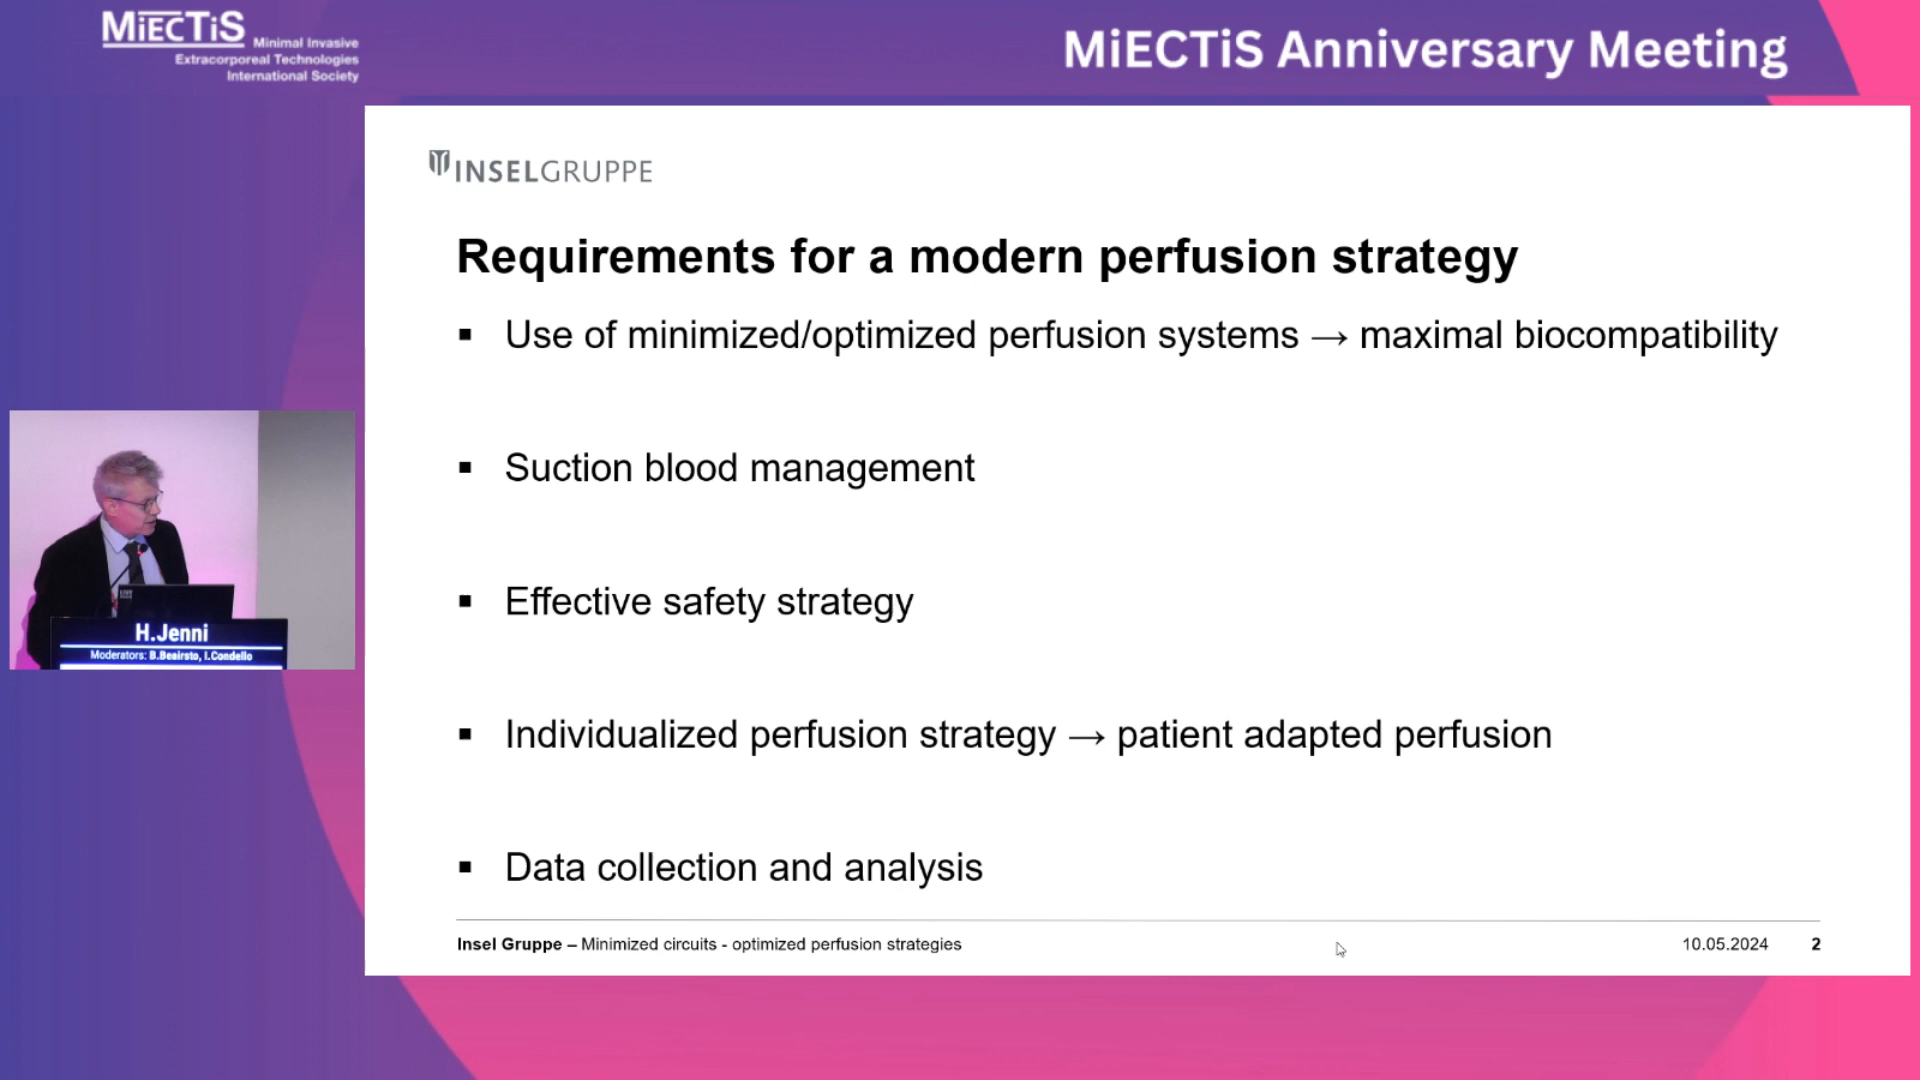 MiECTiS
Minimal Invasive
Extracorporeal Technologies
International Society
MiECTiS Anniversary Meeting
INSELGRUPPE
Requirements for a modern perfusion strategy
▪ Use of minimized/optimized perfusion systems → maximal biocompatibility
▪ Suction blood management
▪ Effective safety strategy
▪ Individualized perfusion strategy → patient adapted perfusion
▪ Data collection and analysis
Insel Gruppe – Minimized circuits - optimized perfusion strategies
10.05.2024 2
H.Jenni
Moderators: B.Beairsto, I.Condello